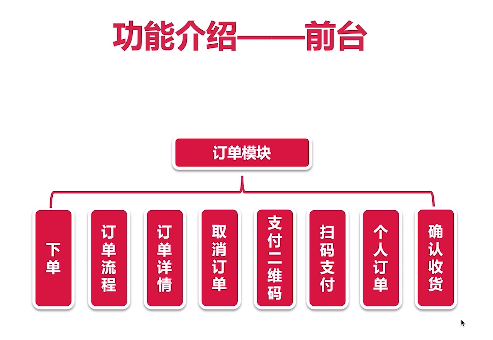 功能介绍——前台
订单模块
下单
订单流程
订单详情
取消订单
支付二维码
扫码支付
个人订单
确认收货